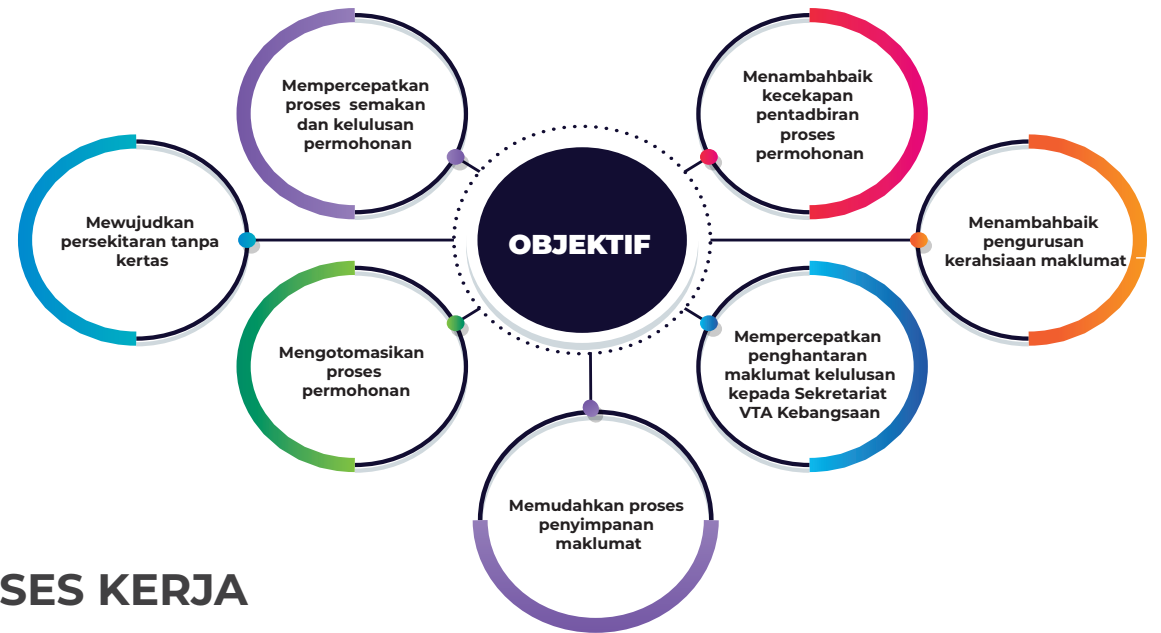 Mempercepatkan
proses semakan
dan kelulusan
permohonan
Menambahbaik
kecekapan
pentadbiran
proses
permohonan
Mewujudkan
persekitaran tanpa
kertas
OBJEKTIF
Menambahbaik
pengurusan
kerahsiaan maklumat
Mengotomasikan
proses
permohonan
Mempercepatkan
penghantaran
maklumat kelulusan
kepada Sekretariat
VTA Kebangsaan
Memudahkan proses
penyimpanan
maklumat
SES KERJA